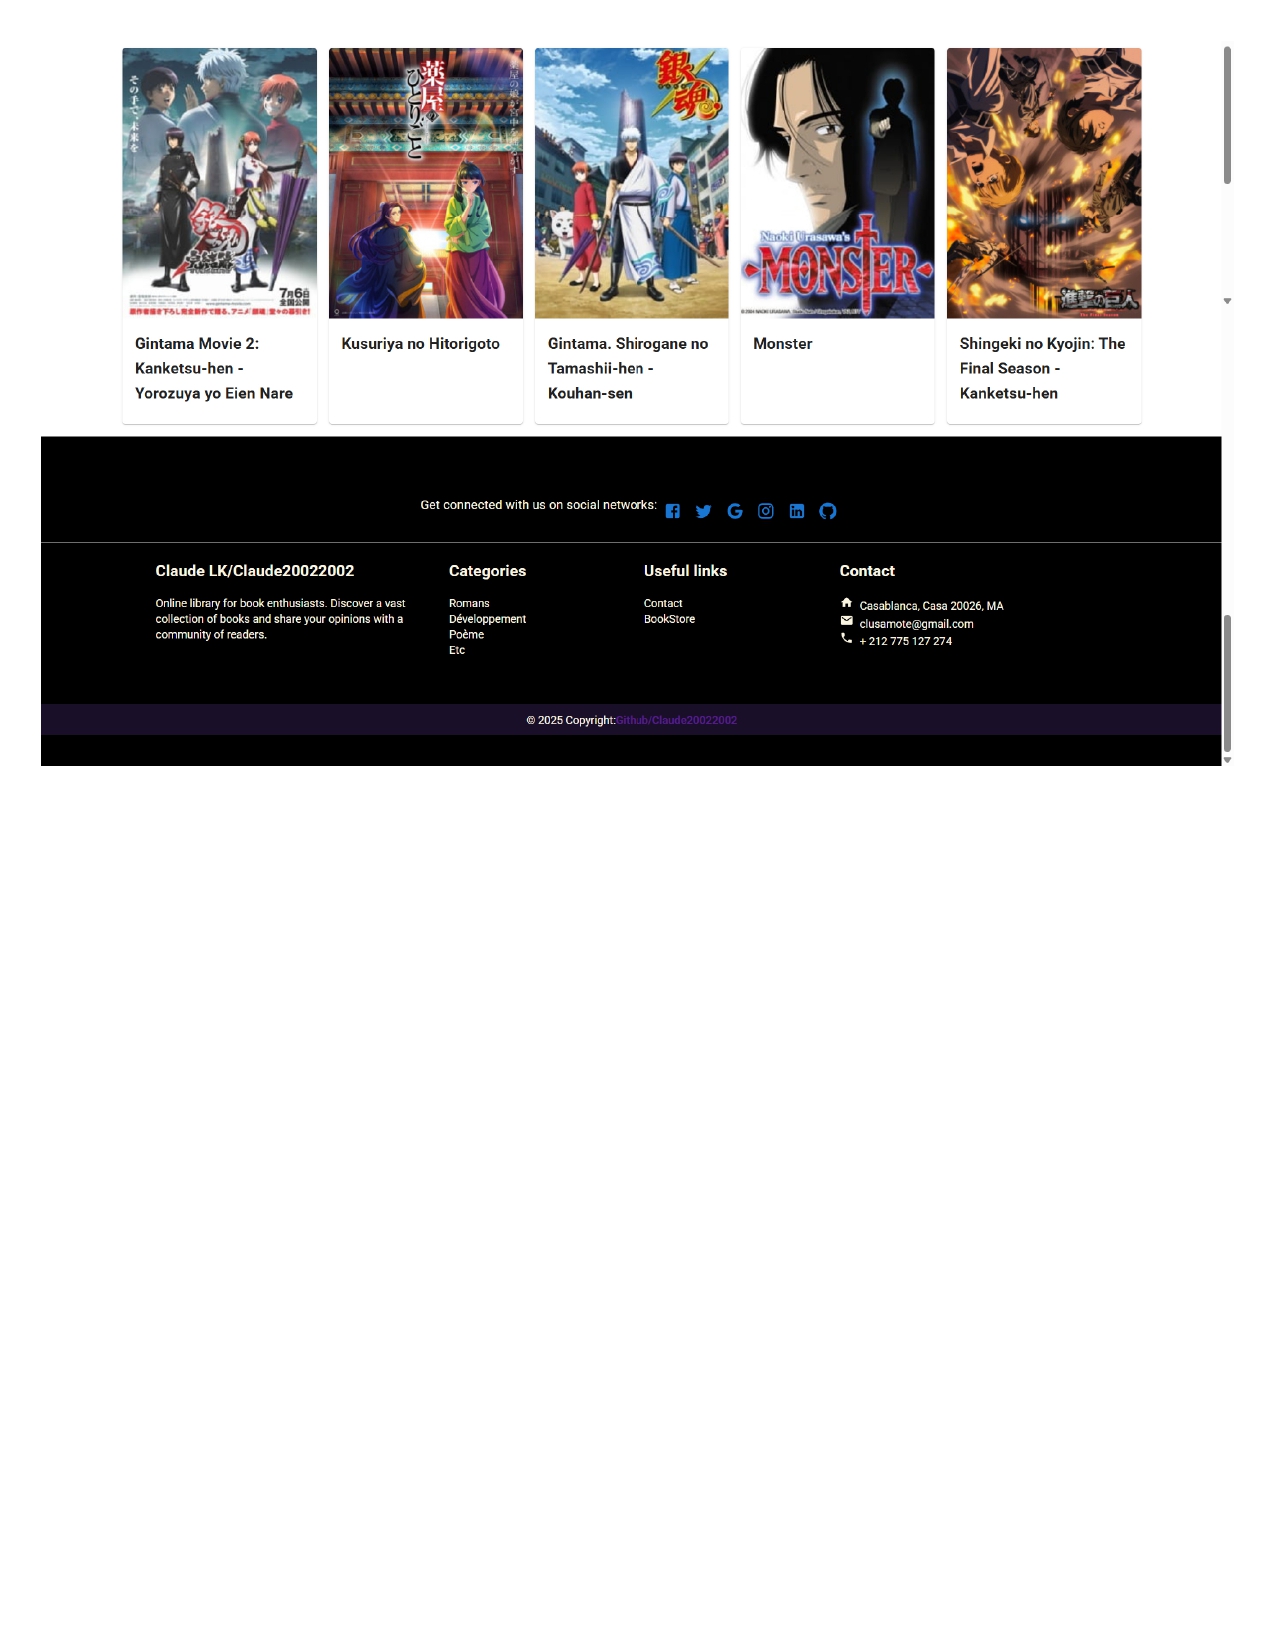 その手で、未来を
7月6日
全国公開
薬屋の
ひとりごと
銀魂
Naoki Urasawa's
MONSTER
進撃の巨人
The Final Season
Gintama Movie 2:
Kanketsu-hen -
Yorozuya yo Eien Nare
Kusuriya no Hitorigoto
Gintama. Shirogane no
Tamashii-hen -
Kouhan-sen
Monster
Shingeki no Kyojin: The
Final Season -
Kanketsu-hen
Get connected with us on social networks:
Claude LK/Claude20022002
Online library for book enthusiasts. Discover a vast
collection of books and share your opinions with a
community of readers.
Categories
Romans
Développement
Poème
Etc
Useful links
Contact
BookStore
Contact
Casablanca, Casa 20026, MA
clusamote@gmail.com
+ 212 775 127 274
© 2025 Copyright:Github/Claude20022002